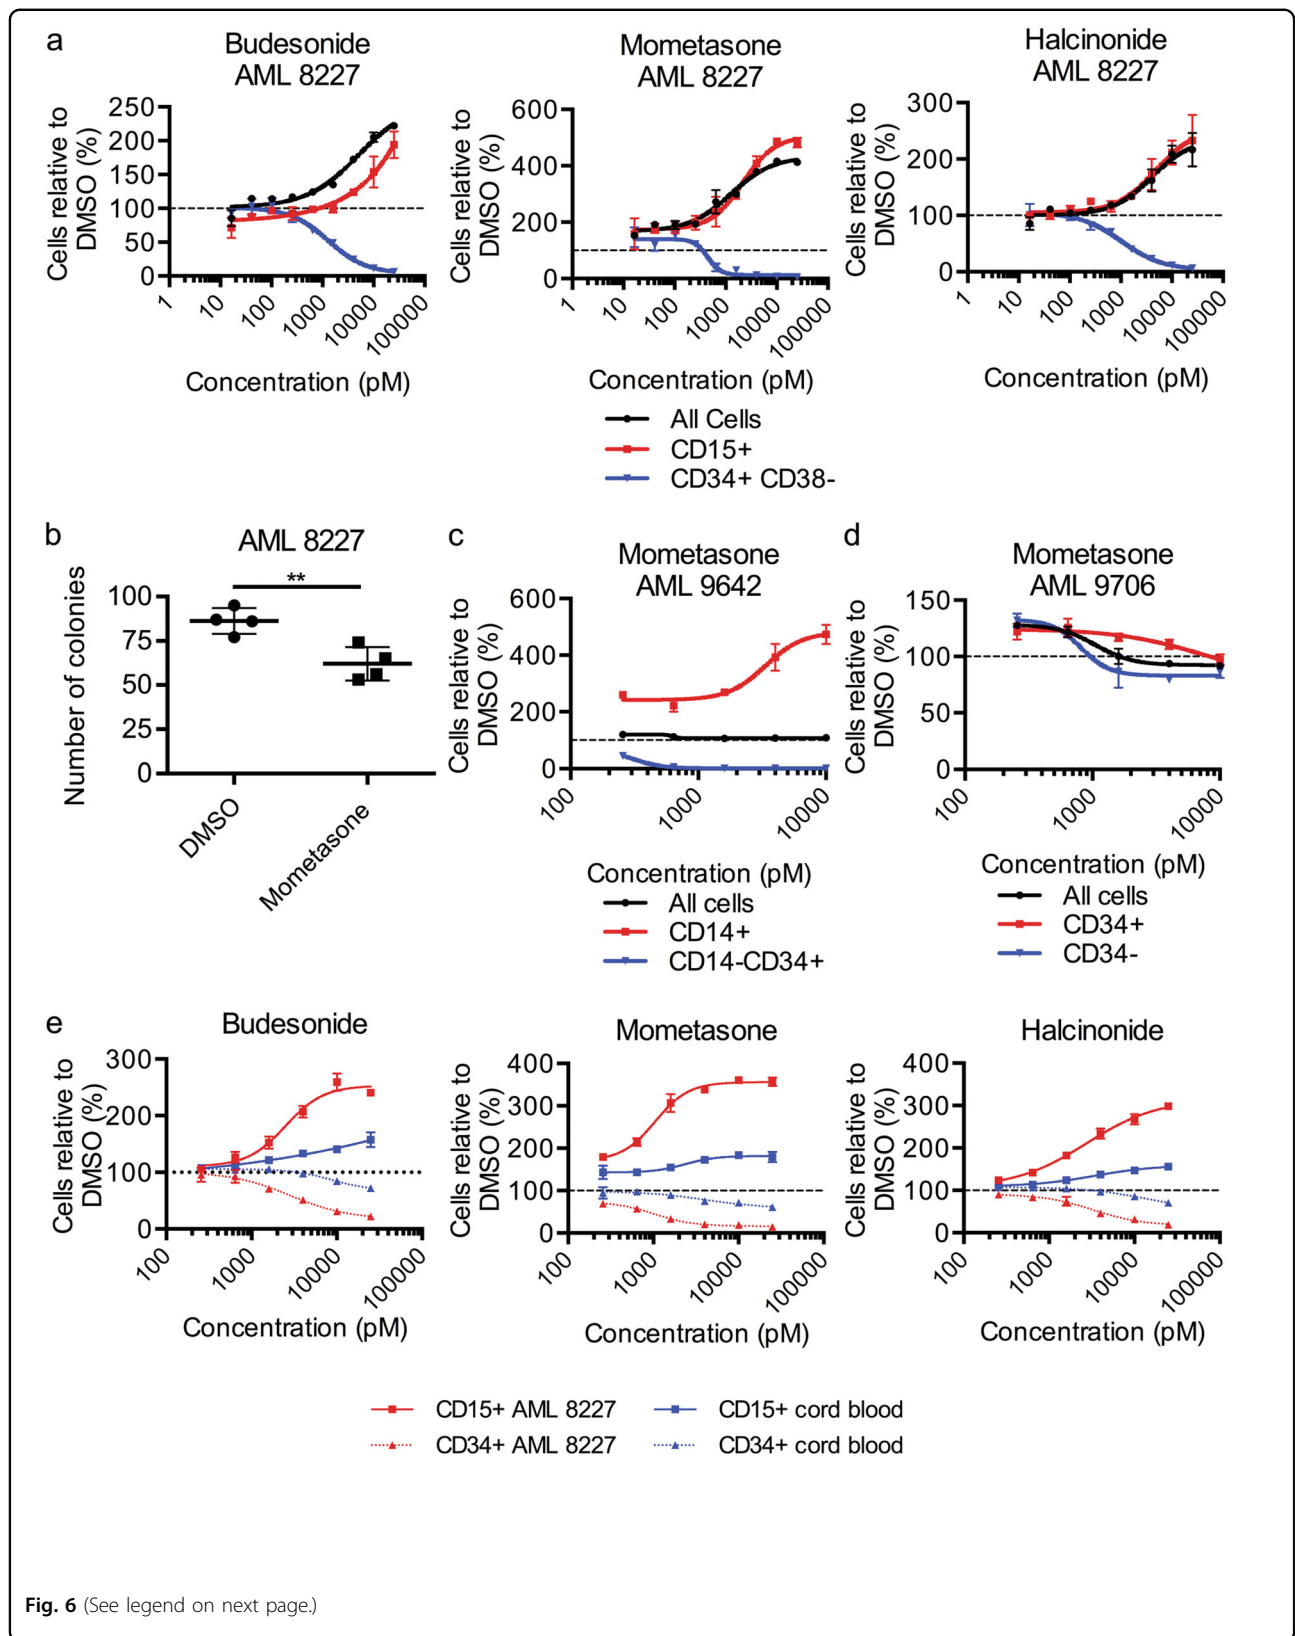 a
Budesonide
AML 8227
Cells relative to
DMSO (%)
250
200
150
100
50
0
1
10
100
1000
10000
100000
Concentration (pM)
Mometasone
AML 8227
Cells relative to
DMSO (%)
600
400
200
0
1
10
100
1000
10000
100000
Concentration (pM)
Halcinonide
AML 8227
Cells relative to
DMSO (%)
300
200
100
0
1
10
100
1000
10000
100000
Concentration (pM)
All Cells
CD15+
CD34+ CD38-
b
AML 8227
**
Number of colonies
100
75
50
25
0
DMSO
Mometasone
c
Mometasone
AML 9642
Cells relative to
DMSO (%)
600
400
200
0
100
1000
10000
Concentration (pM)
All cells
CD14+
CD14-CD34+
d
Mometasone
AML 9706
Cells relative to
DMSO (%)
150
100
50
0
100
1000
10000
Concentration (pM)
All cells
CD34+
CD34-
e
Budesonide
Cells relative to
DMSO (%)
300
200
100
0
100
1000
10000
100000
Concentration (pM)
Mometasone
Cells relative to
DMSO (%)
400
300
200
100
0
100
1000
10000
100000
Concentration (pM)
Halcinonide
Cells relative to
DMSO (%)
400
300
200
100
0
100
1000
10000
100000
Concentration (pM)
CD15+ AML 8227
CD15+ cord blood
CD34+ AML 8227
CD34+ cord blood
Fig. 6 (See legend on next page.)